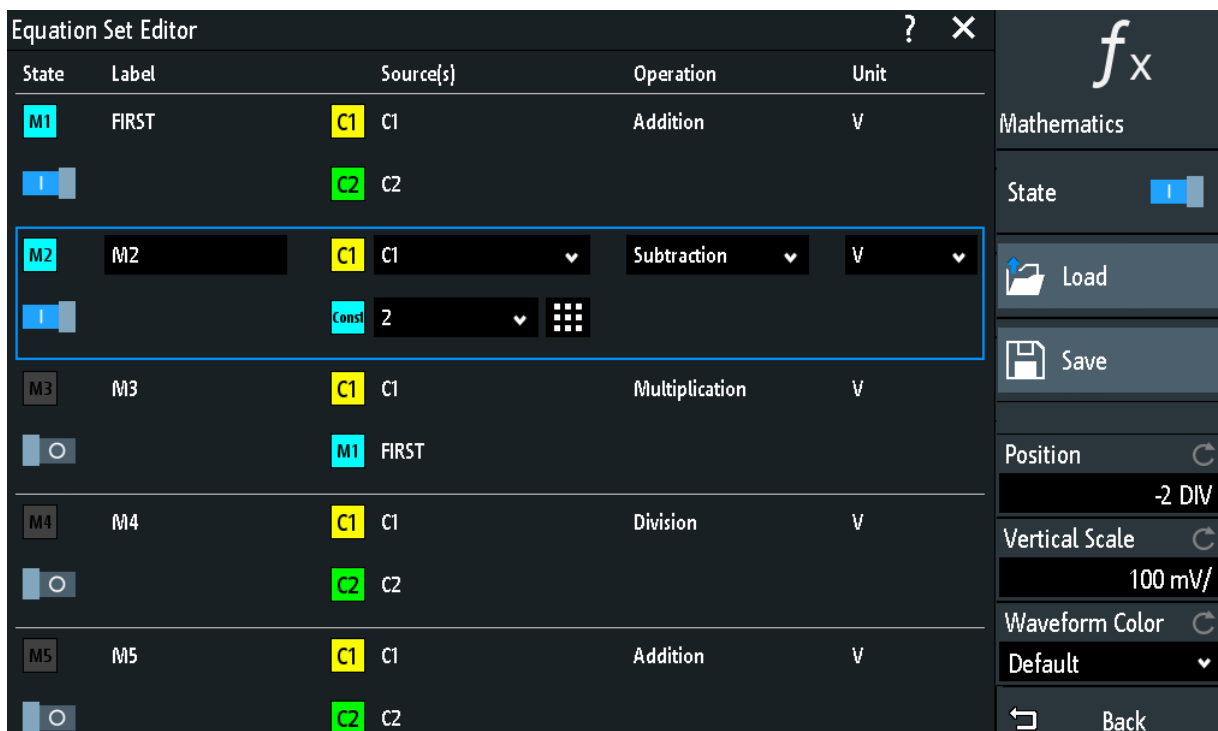 Equation Set Editor ? X
State Label Source(s) Operation Unit
M1 FIRST C1 C1 Addition V
C2 C2
M2 M2 C1 C1 Subtraction V
Const 2
M3 M3 C1 C1 Multiplication V
M1 FIRST
M4 M4 C1 C1 Division V
C2 C2
M5 M5 C1 C1 Addition V
C2 C2
fx
Mathematics
State
Load
Save
Position
-2 DIV
Vertical Scale
100 mV/
Waveform Color
Default
Back